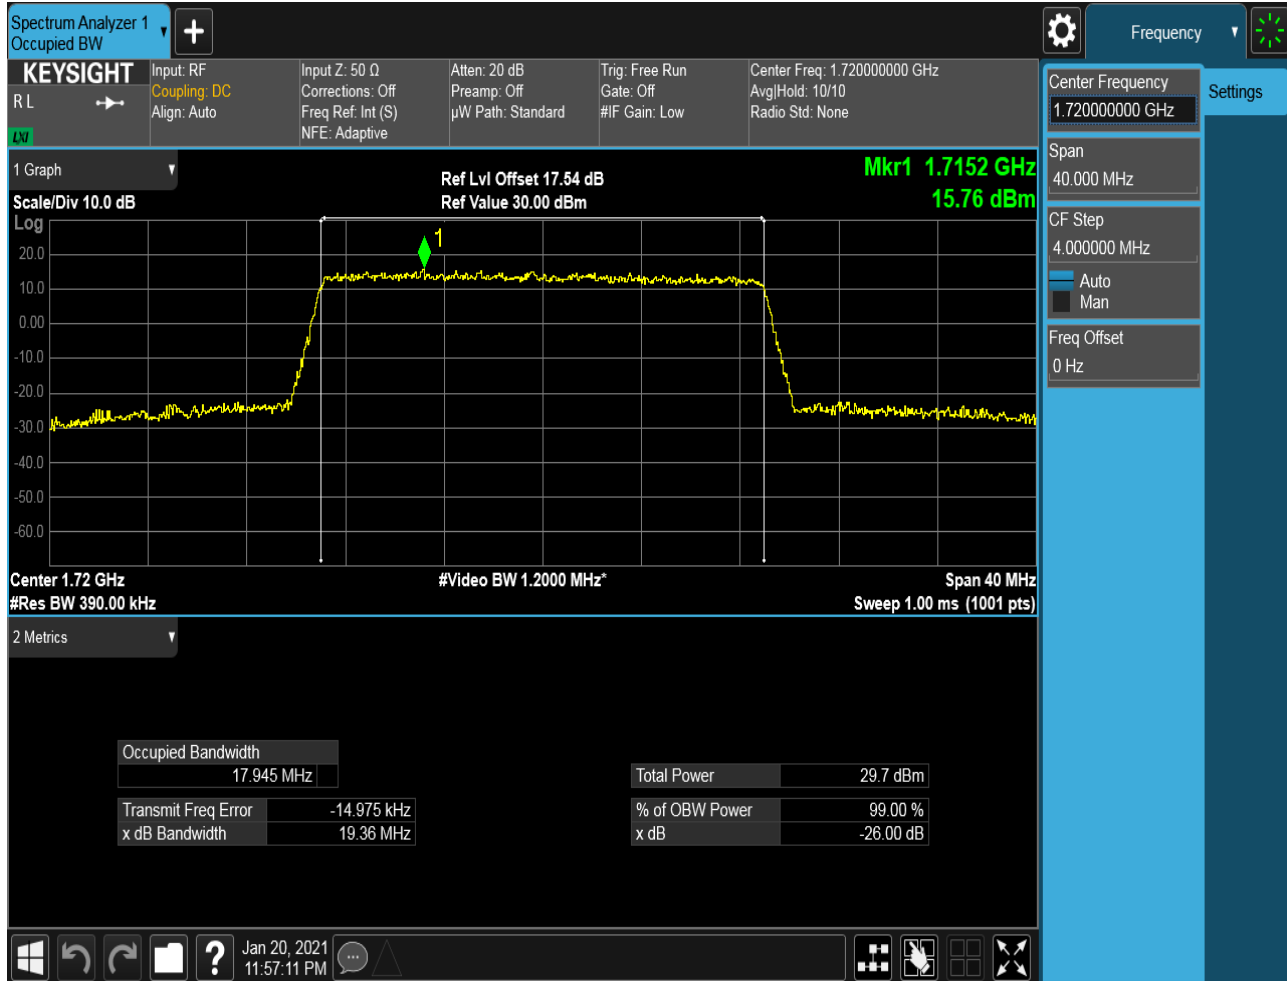 Spectrum Analyzer 1
Occupied BW
Frequency
KEYSIGHT
R L
LXI
Input: RF
Coupling: DC
Align: Auto
Input Z: 50 Ω
Corrections: Off
Freq Ref: Int (S)
NFE: Adaptive
Atten: 20 dB
Preamp: Off
µW Path: Standard
Trig: Free Run
Gate: Off
#IF Gain: Low
Center Freq: 1.720000000 GHz
Avg|Hold: 10/10
Radio Std: None
Center Frequency
1.720000000 GHz
Settings
Span
40.000 MHz
CF Step
4.000000 MHz
Auto
Man
Freq Offset
0 Hz
1 Graph
Scale/Div 10.0 dB
Log
Ref Lvl Offset 17.54 dB
Ref Value 30.00 dBm
Mkr1 1.7152 GHz
15.76 dBm
1
20.0
10.0
0.00
-10.0
-20.0
-30.0
-40.0
-50.0
-60.0
Center 1.72 GHz
#Res BW 390.00 kHz
#Video BW 1.2000 MHz*
Span 40 MHz
Sweep 1.00 ms (1001 pts)
2 Metrics
Occupied Bandwidth
17.945 MHz
Transmit Freq Error -14.975 kHz
x dB Bandwidth 19.36 MHz
Total Power 29.7 dBm
% of OBW Power 99.00 %
x dB -26.00 dB
?
Jan 20, 2021
11:57:11 PM